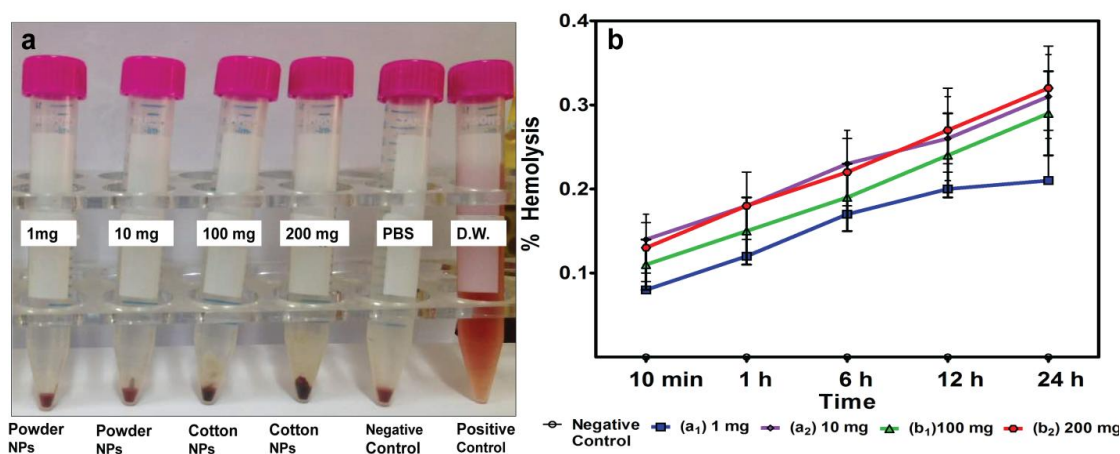 a
1mg
10 mg
100 mg
200 mg
PBS
D.W.
Powder
NPs
Powder
NPs
Cotton
NPs
Cotton
NPs
Negative
Control
Positive
Control
b
% Hemolysis
0.4
0.3
0.2
0.1
10 min
1 h
6 h
12 h
24 h
Time
Negative
Control
(a₁) 1 mg
(a₂) 10 mg
(b₁)100 mg
(b₂) 200 mg